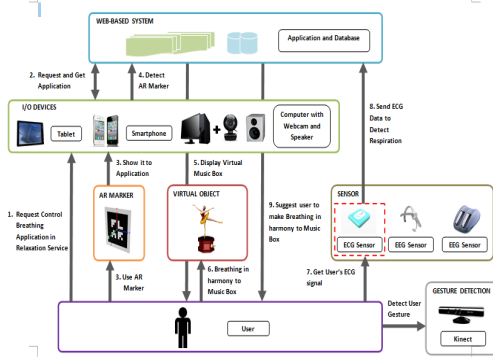 WEB-BASED SYSTEM
Application and Database
2. Request and Get
Application
4. Detect
AR Marker
8. Send ECG
Data to
Detect
Respiration
I/O DEVICES
Tablet
Smartphone
Computer with
Webcam and
Speaker
3. Show it to
Application
5. Display Virtual
Music Box
1. Request Control
Breathing
Application in
Relaxation Service
AR MARKER
VIRTUAL OBJECT
9. Suggest user to
make Breathing in
harmony to Music
Box
SENSOR
ECG Sensor
EEG Sensor
EEG Sensor
3. Use AR
Marker
6. Breathing in
harmony to
Music Box
7. Get User's ECG
signal
User
Detect User
Gesture
GESTURE DETECTION
Kinect